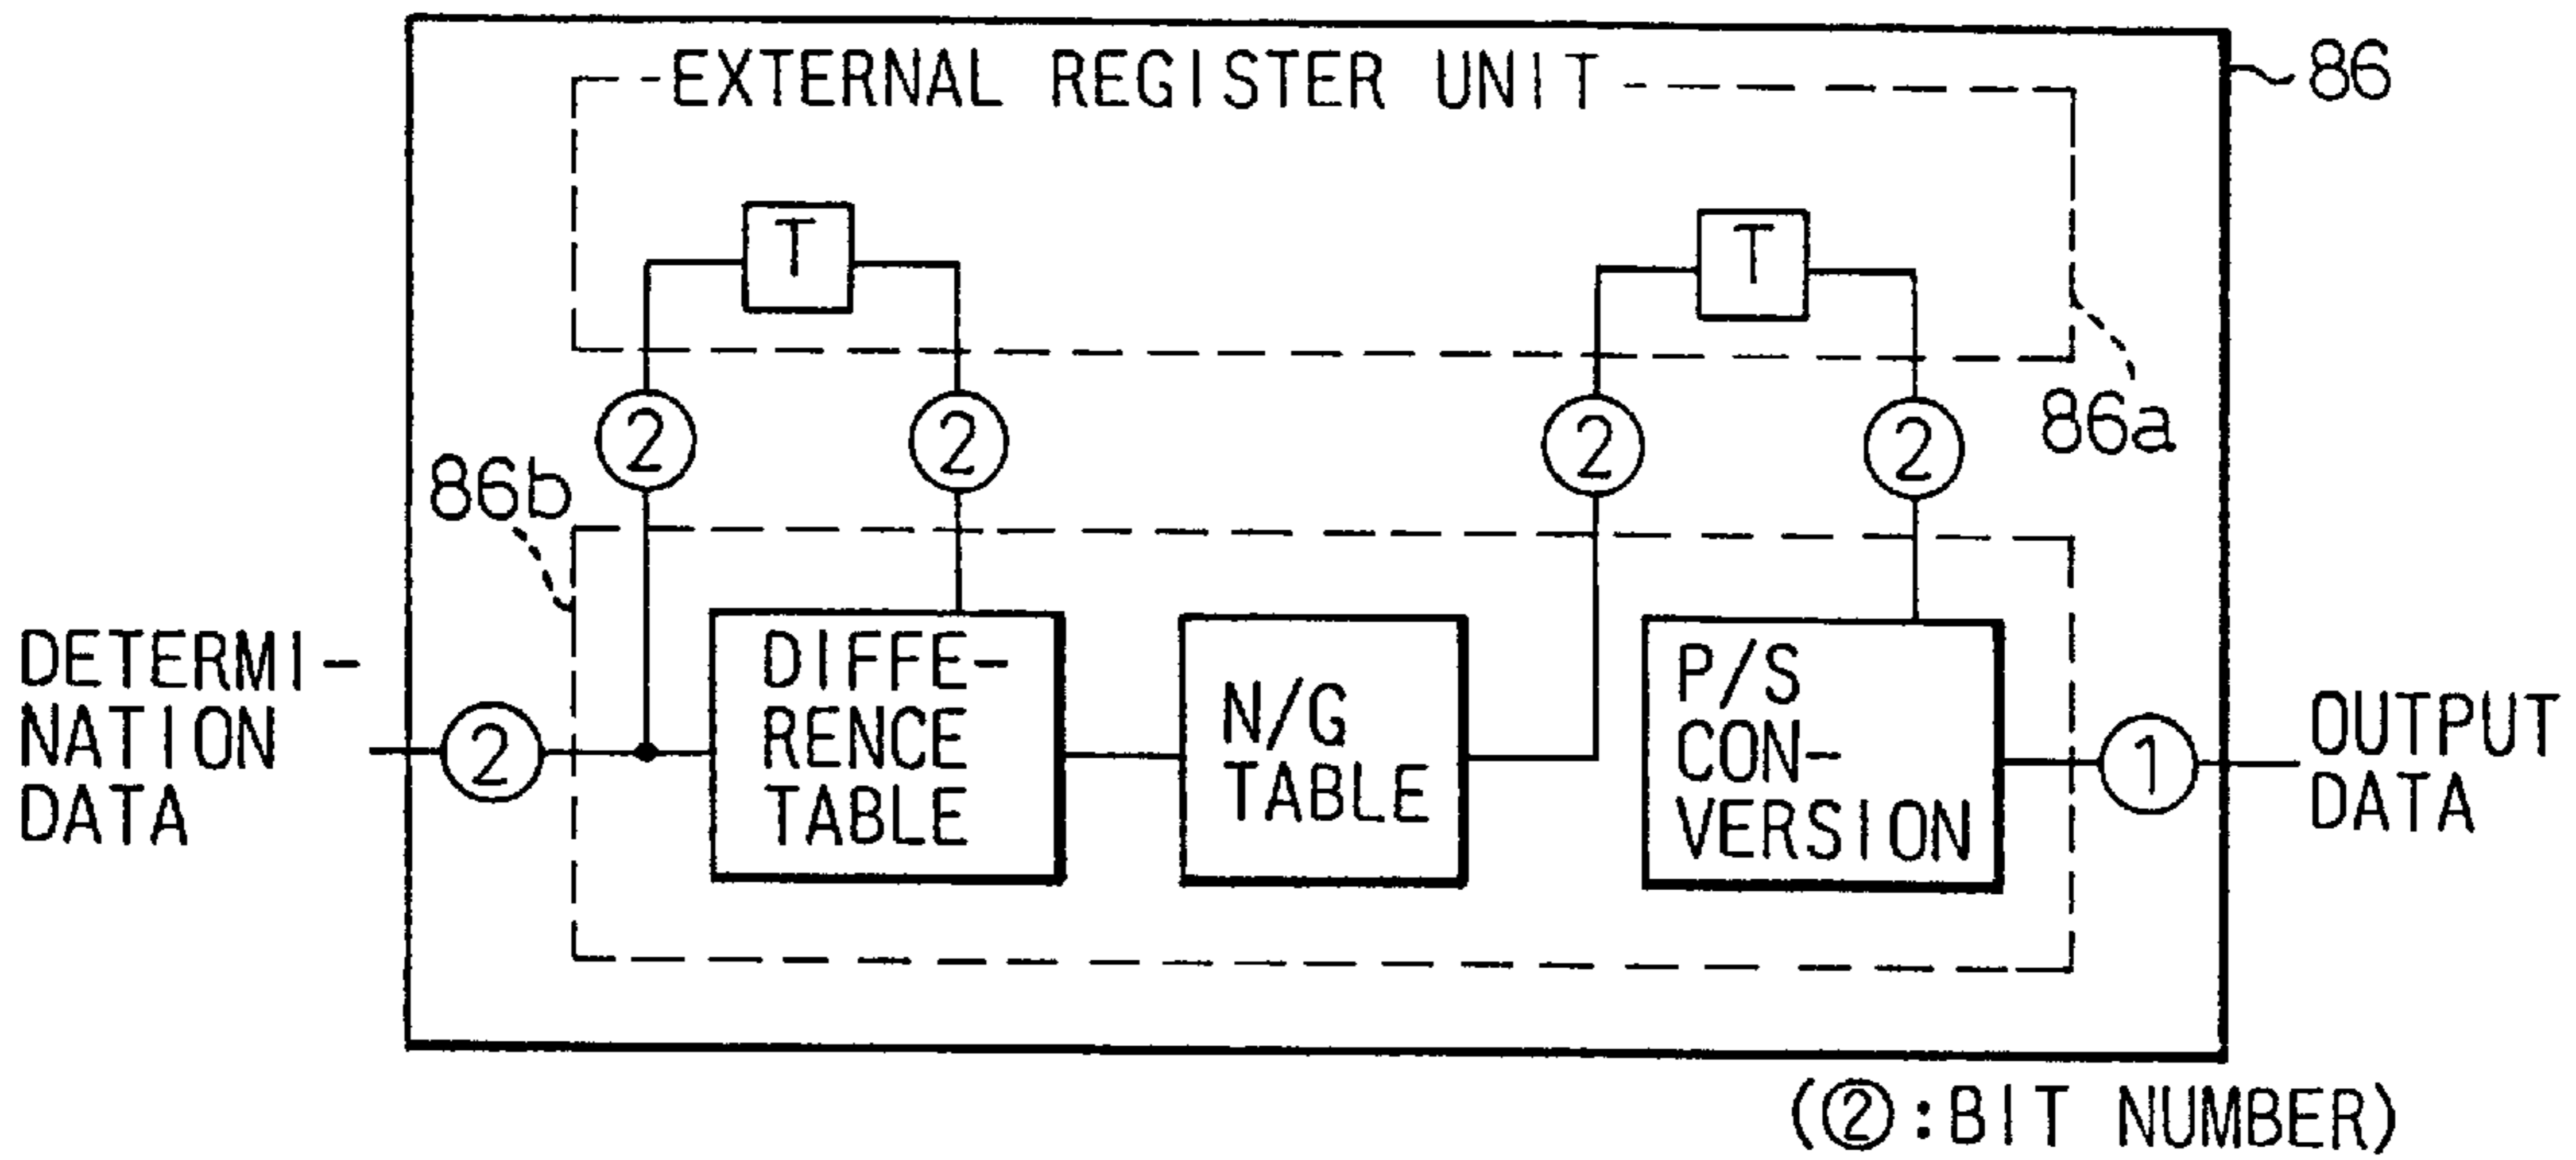 EXTERNAL REGISTER UNIT
86
T
T
2
2
2
2
86a
86b
DETERMI-
NATION
DATA
2
DIFFE-
RENCE
TABLE
N/G
TABLE
P/S
CON-
VERSION
1
OUTPUT
DATA
(②:BIT NUMBER)